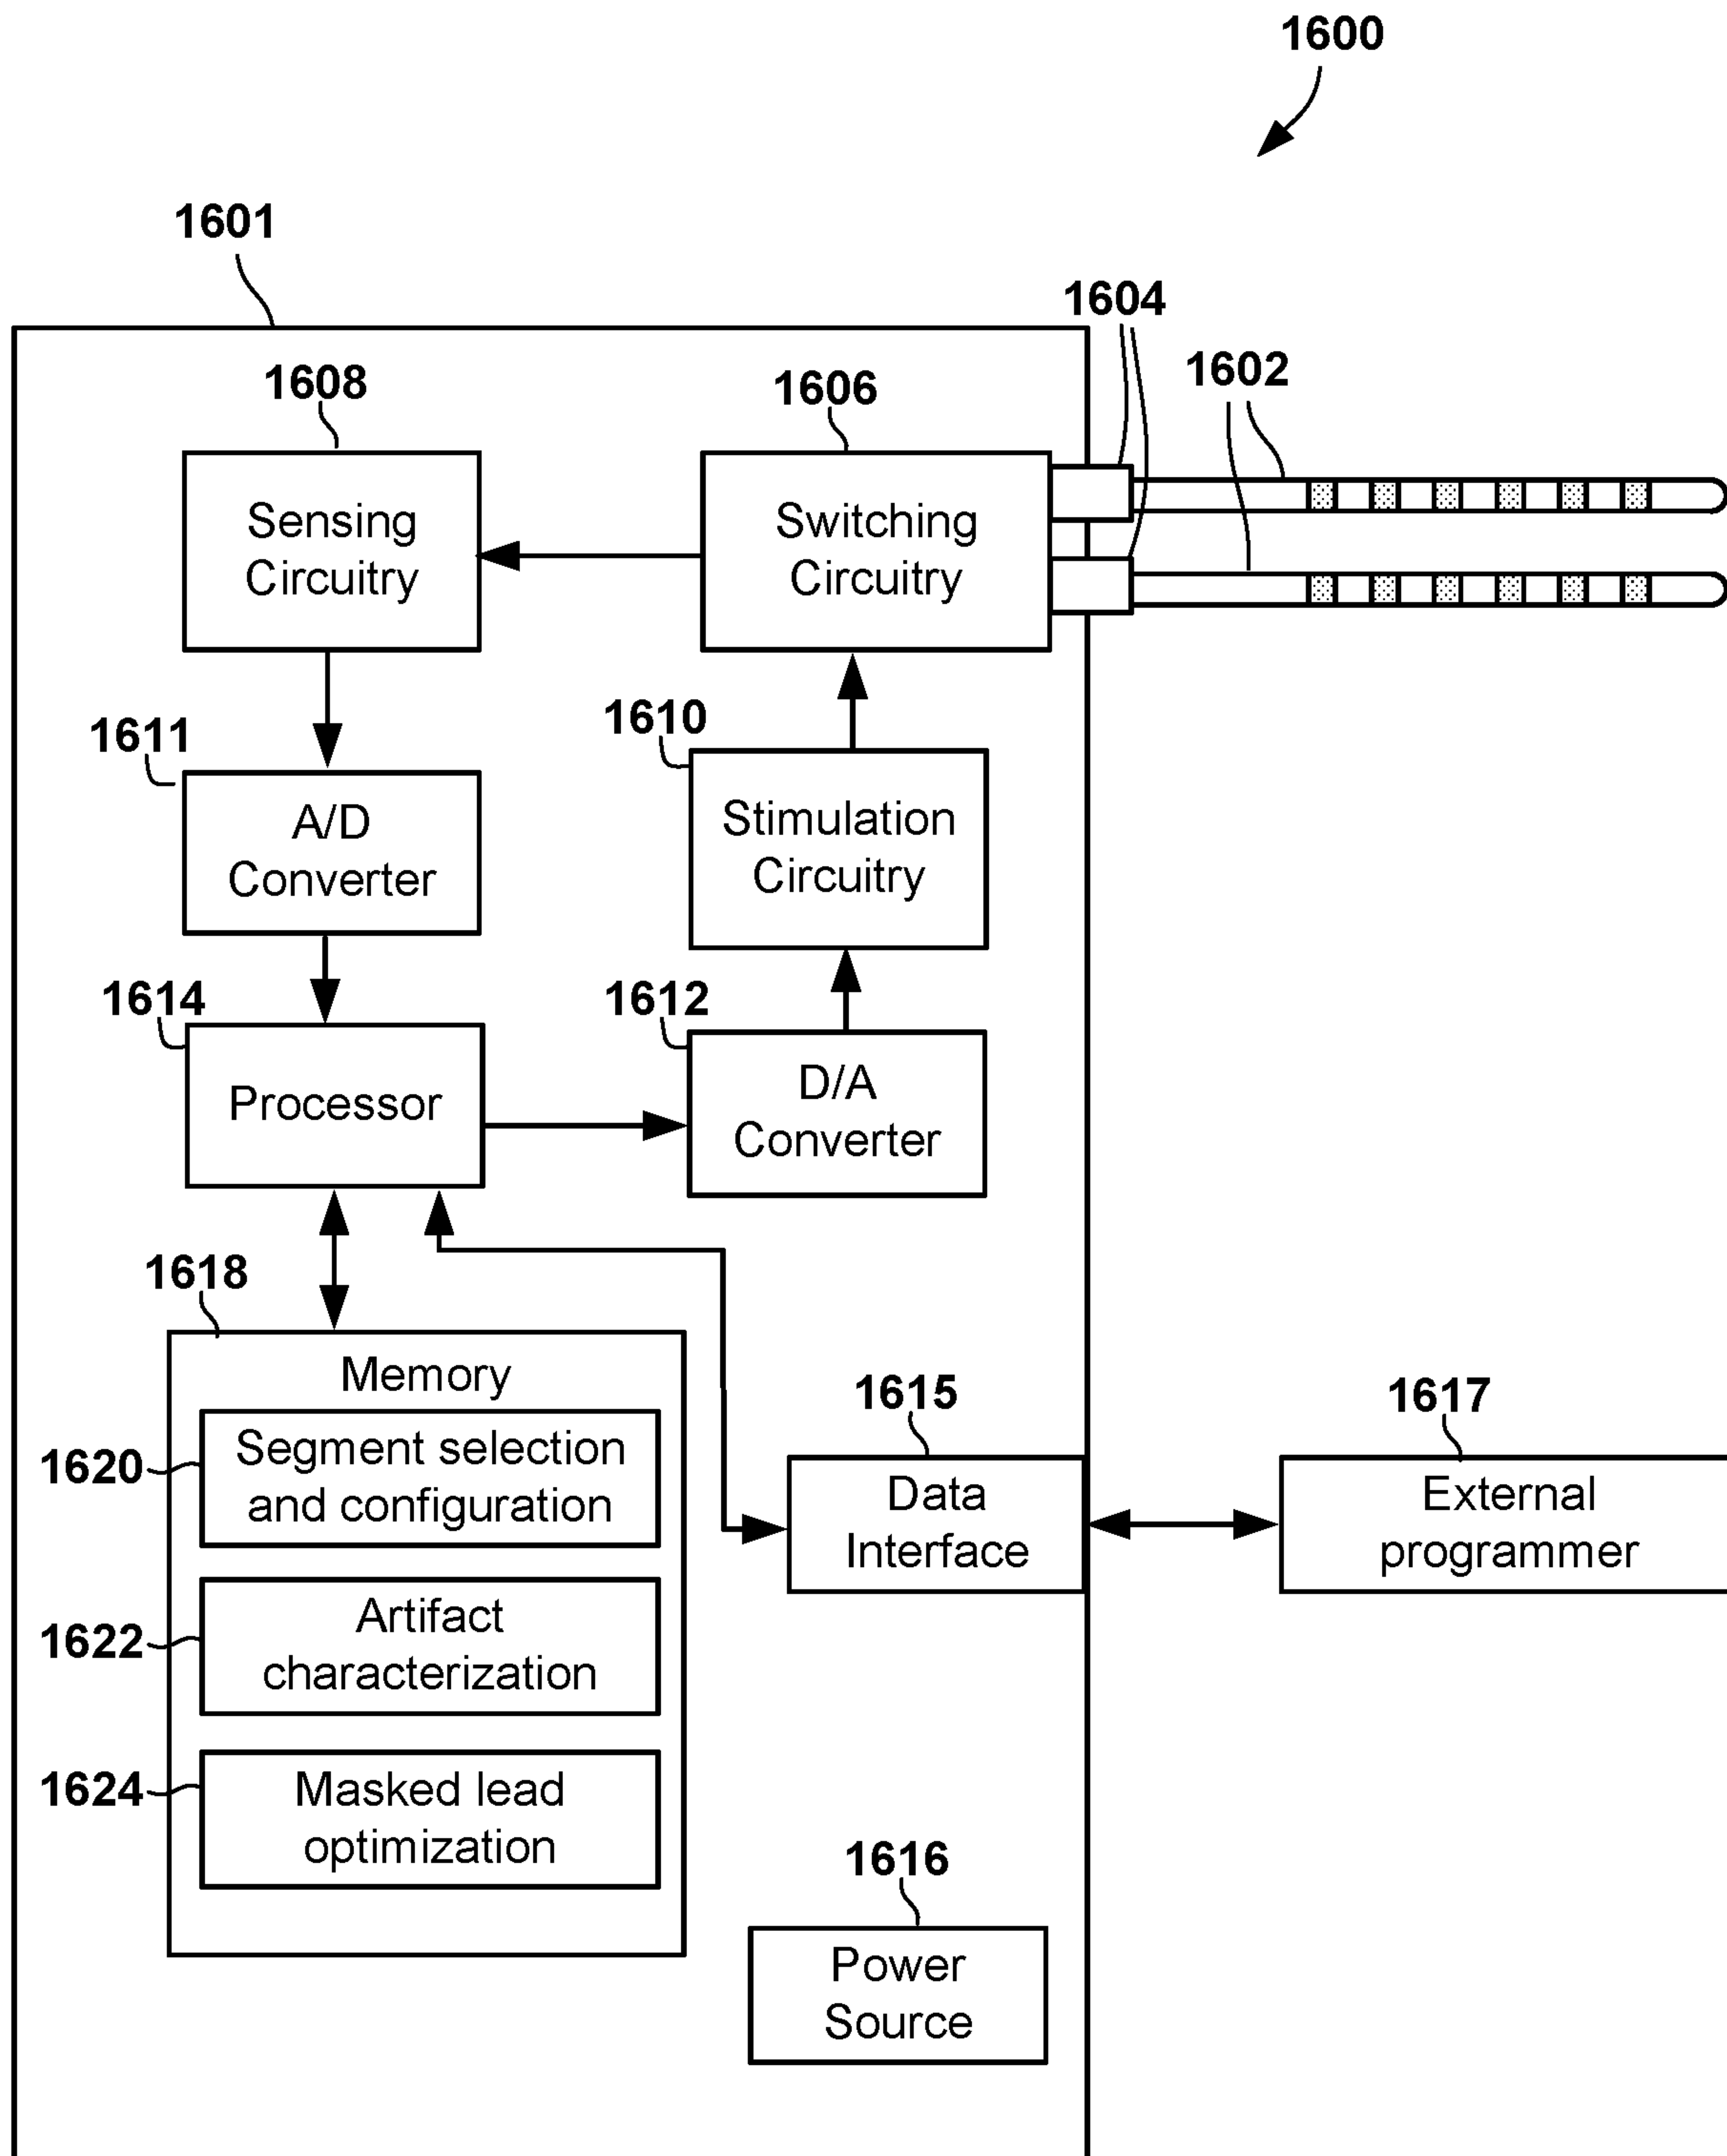 1600
1601
1604
1602
1608
1606
Sensing
Circuitry
Switching
Circuitry
1611
1610
A/D
Converter
Stimulation
Circuitry
1614
1612
Processor
D/A
Converter
1618
Memory
1620
Segment selection
and configuration
1622
Artifact
characterization
1624
Masked lead
optimization
1615
Data
Interface
1617
External
programmer
1616
Power
Source